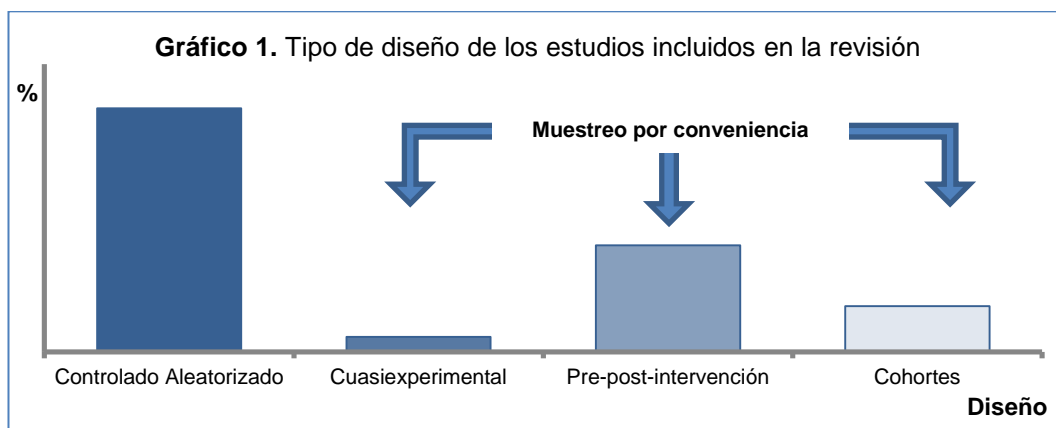 Gráfico 1. Tipo de diseño de los estudios incluidos en la revisión
%
Muestreo por conveniencia
Controlado Aleatorizado
Cuasiexperimental
Pre-post-intervención
Cohortes
Diseño